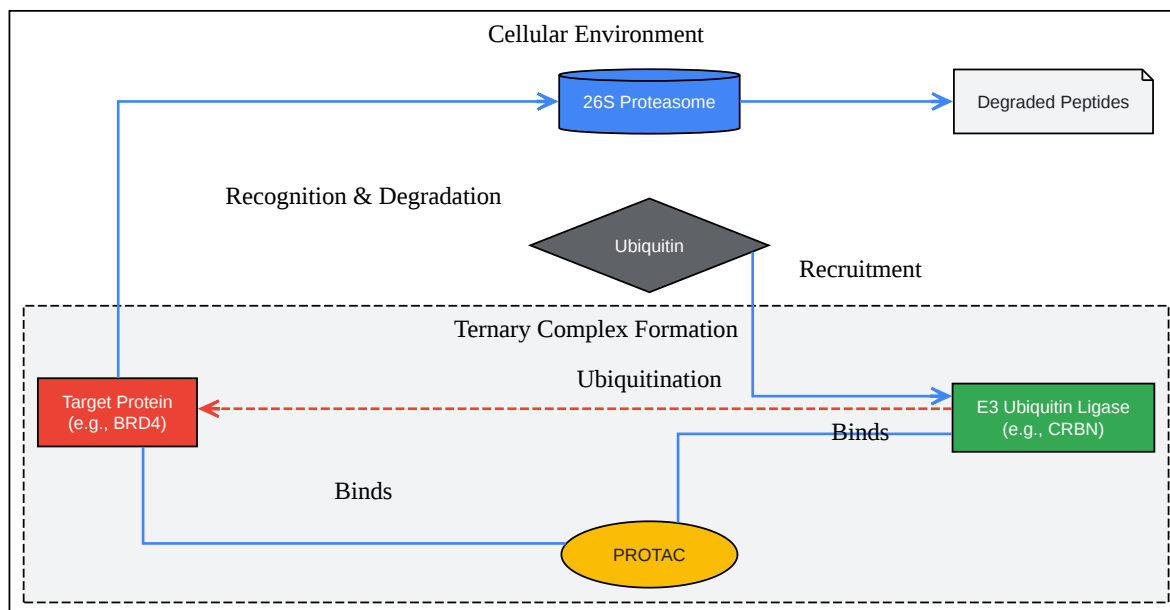 Cellular Environment
26S Proteasome
Degraded Peptides
Recognition & Degradation
Ubiquitin
Recruitment
Ternary Complex Formation
Ubiquitination
Target Protein
(e.g., BRD4)
E3 Ubiquitin Ligase
(e.g., CRBN)
Binds
Binds
PROTAC